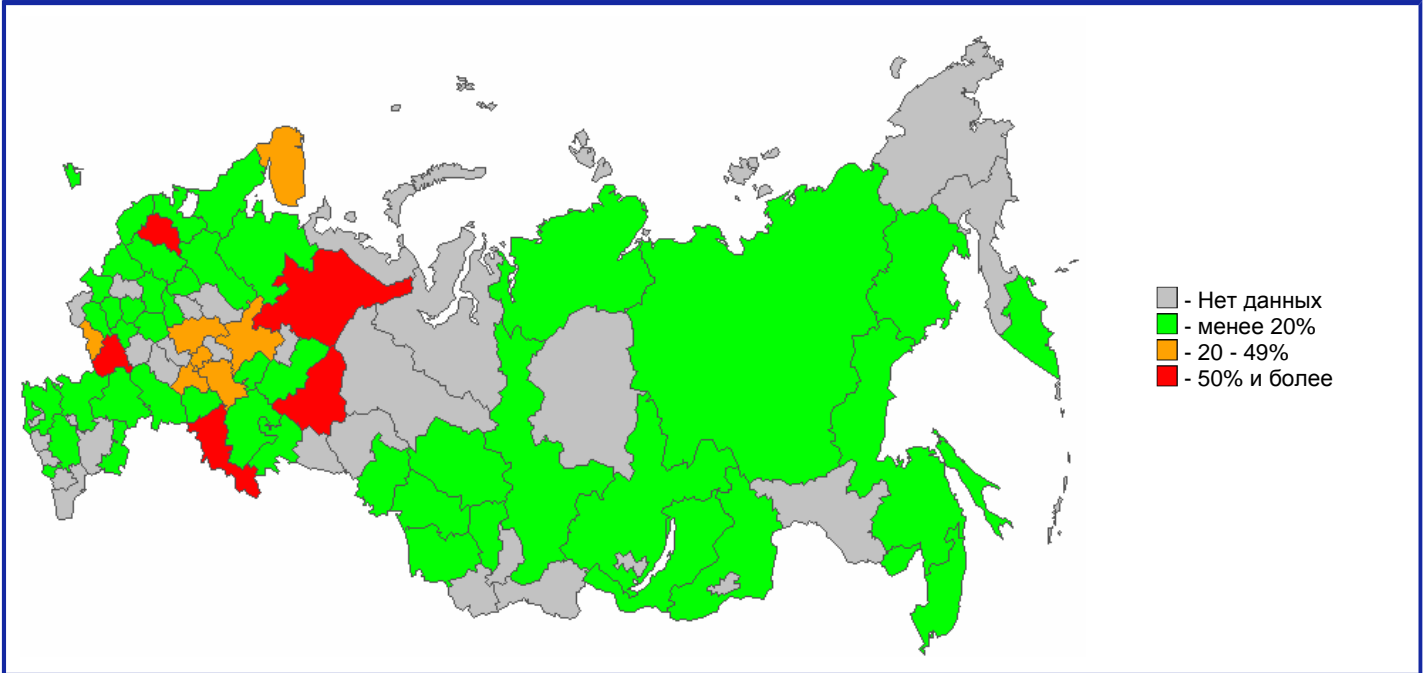 - Нет данных
- менее 20%
- 20 - 49%
- 50% и более